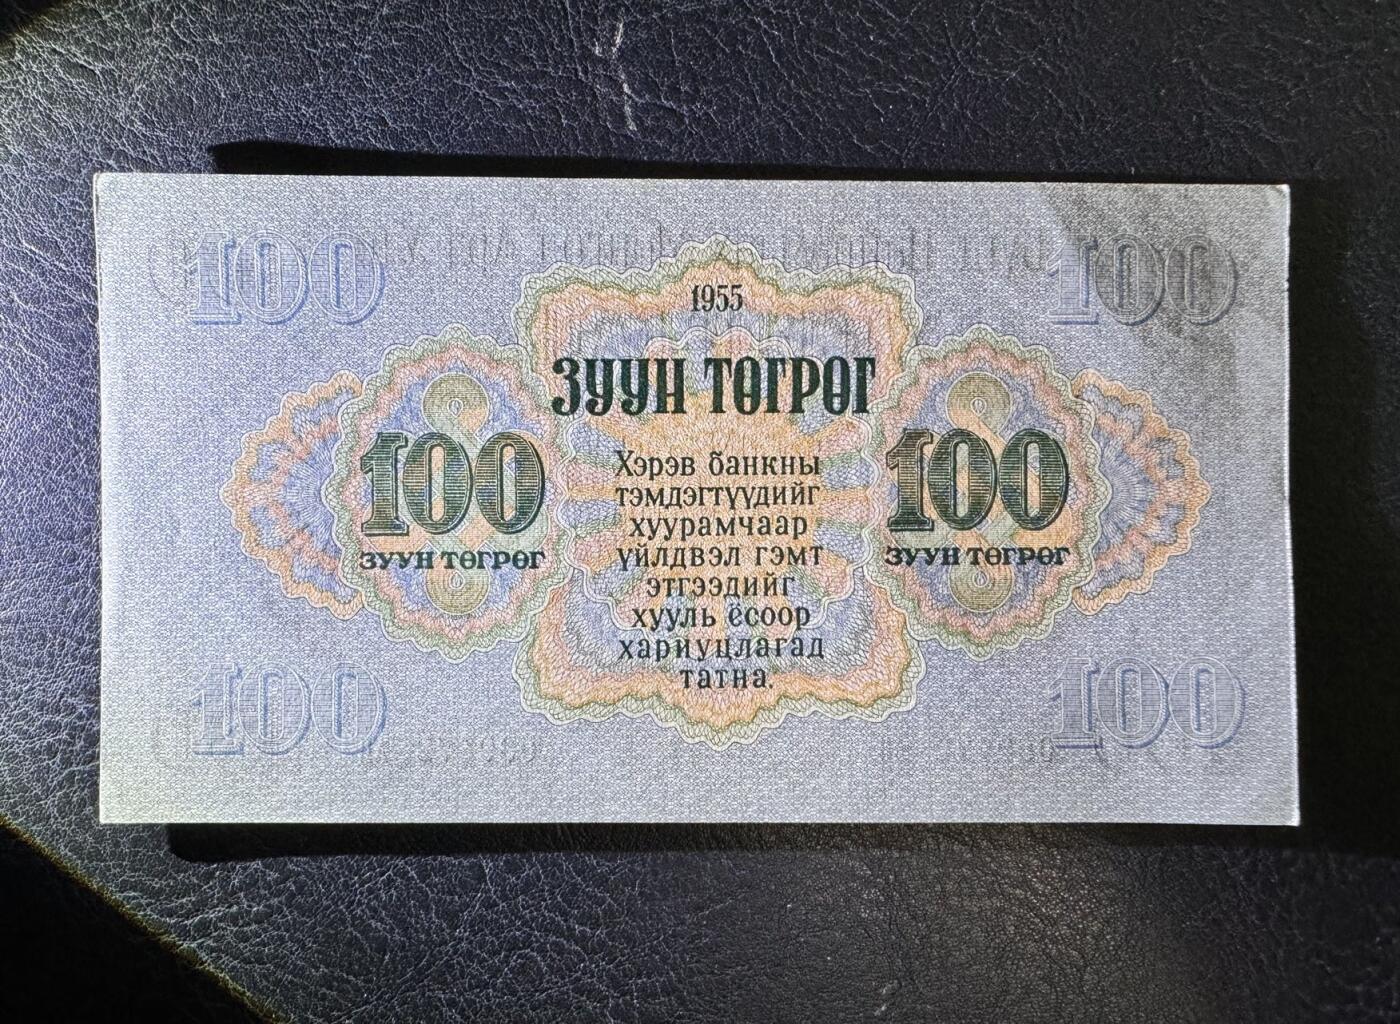 100 100
1955
ЗУУН ТӨГРӨГ
100 100
ЗУУН ТӨГРӨГ ЗУУН ТӨГРӨГ
Хэрэв банкны
тэмдэгтүүдийг
хуурамчаар
үйлдвэл гэмт
этгээдийг
хууль ёсоор
хариуцлагад
татна.
100 100